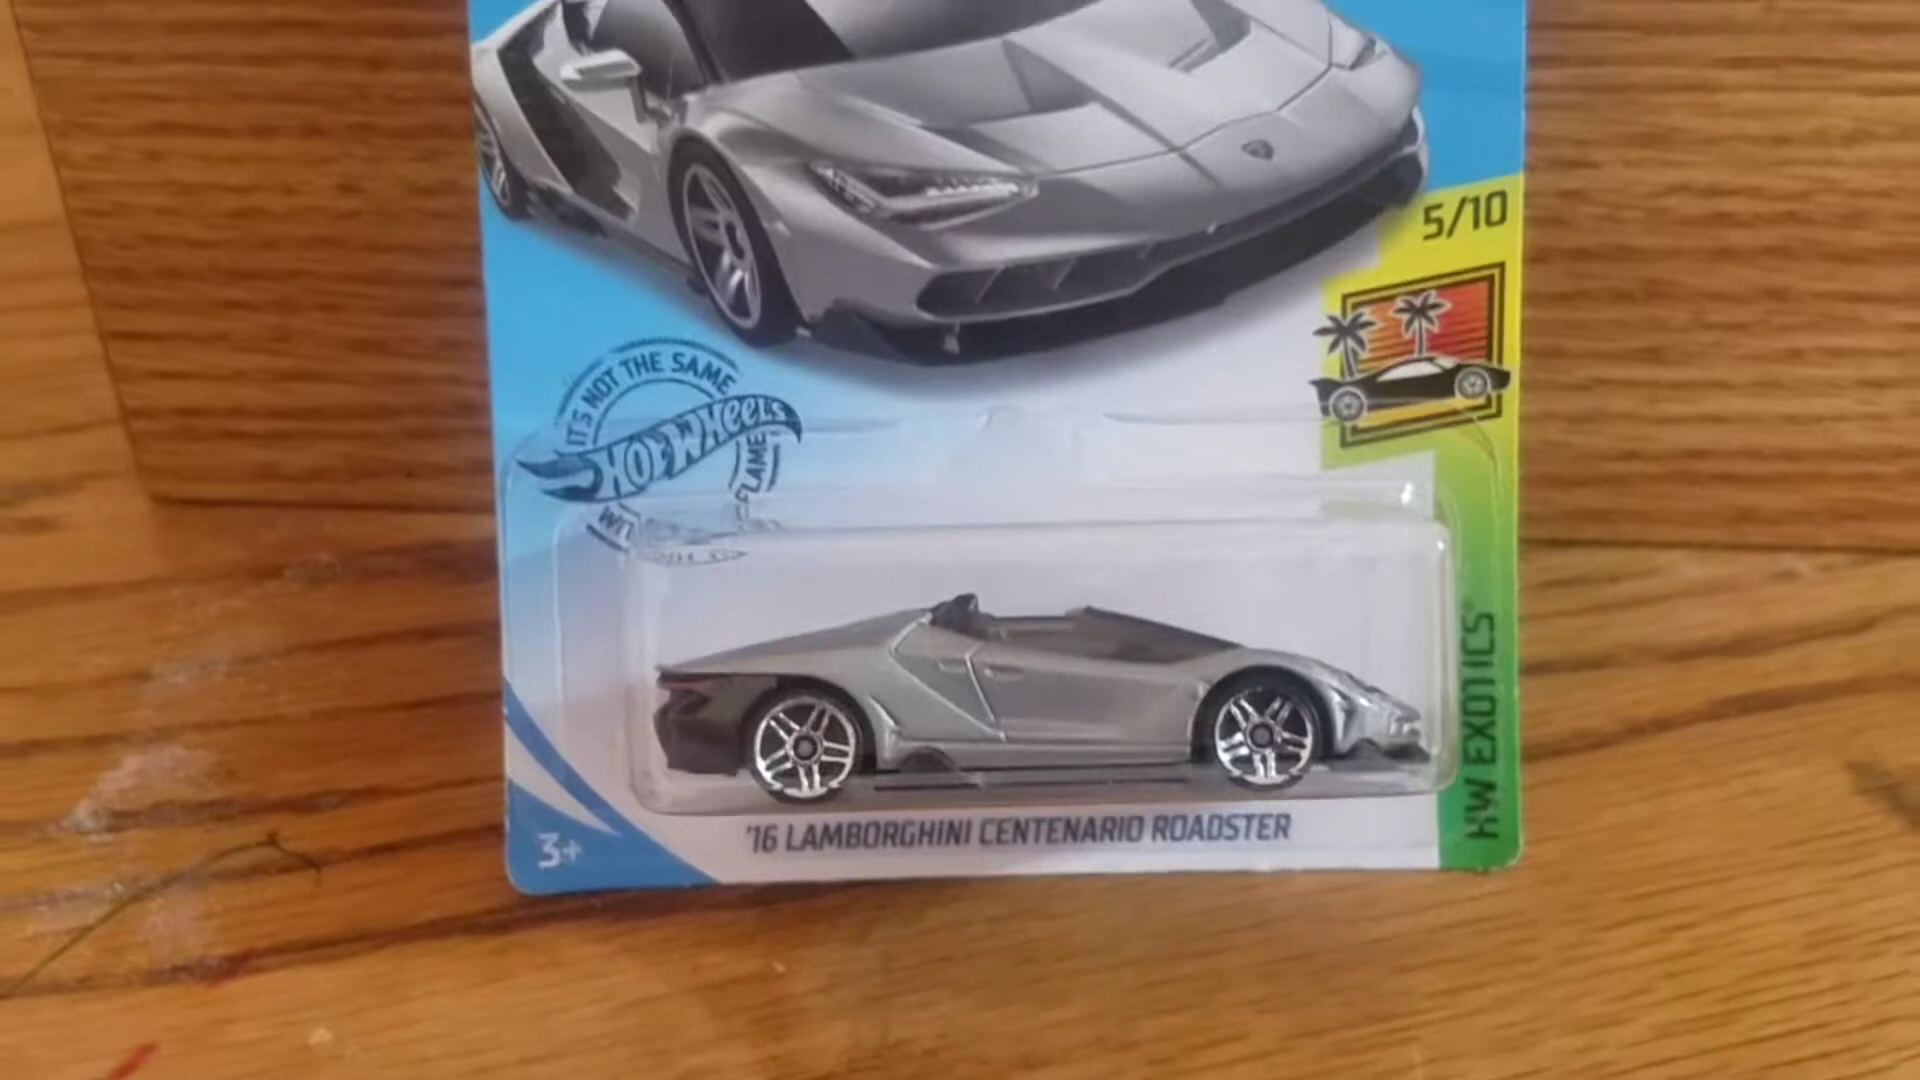 5/10
IT'S NOT THE SAME
Hot Wheels
FLAME
HW EXOTICS
'16 LAMBORGHINI CENTENARIO ROADSTER
3+